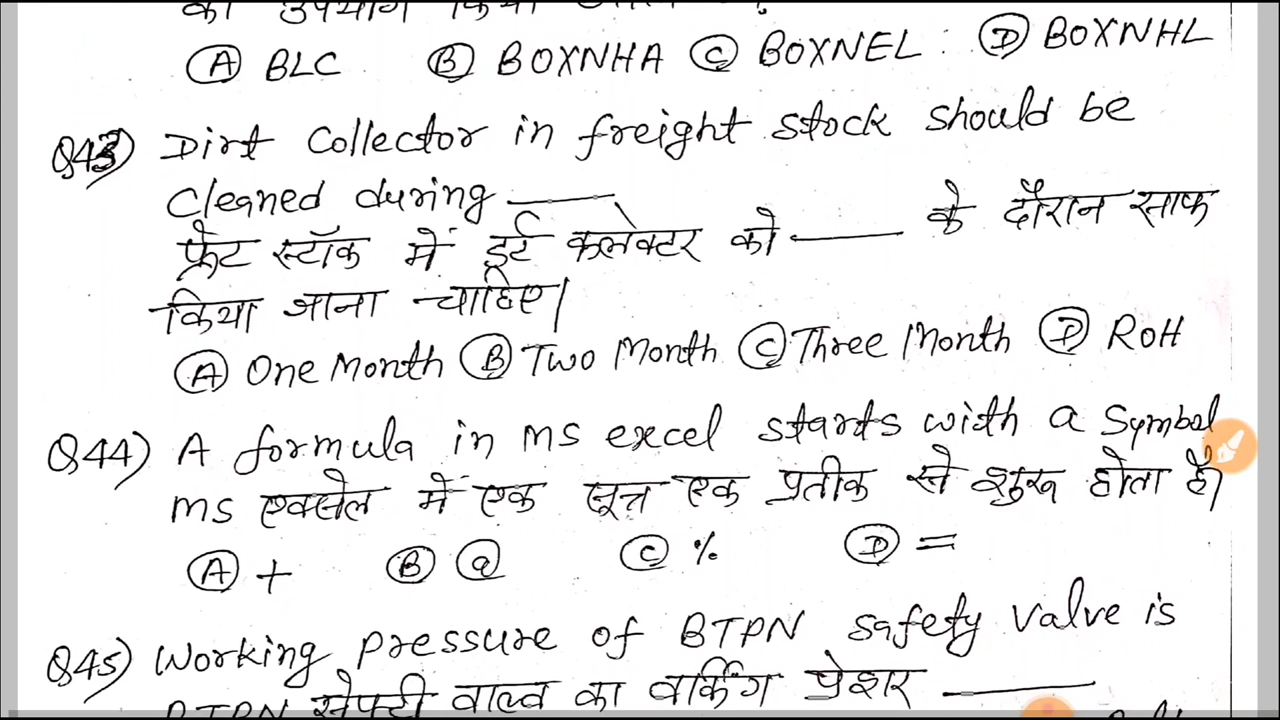 का उपयोग किया
Ⓐ BLC Ⓑ BOXNHA Ⓒ BOXNEL Ⓓ BOXNHL
Q43) Dirt Collector in freight stock should be
Cleaned during ____
फ्रेट स्टॉक में डर्ट कलेक्टर को ____ के दौरान साफ
किया जाना चाहिए।
Ⓐ One Month Ⓑ Two Month Ⓒ Three Month Ⓓ ROH
Q44) A formula in MS excel starts with a Symbol
MS एक्सेल में एक सूत्र एक प्रतीक से शुरू होता है।
Ⓐ + Ⓑ @ Ⓒ % Ⓓ =
Q45) Working Pressure of BTPN safety Valve is
BTPN सेफ्टी वाल्व का वर्किंग प्रेशर ____